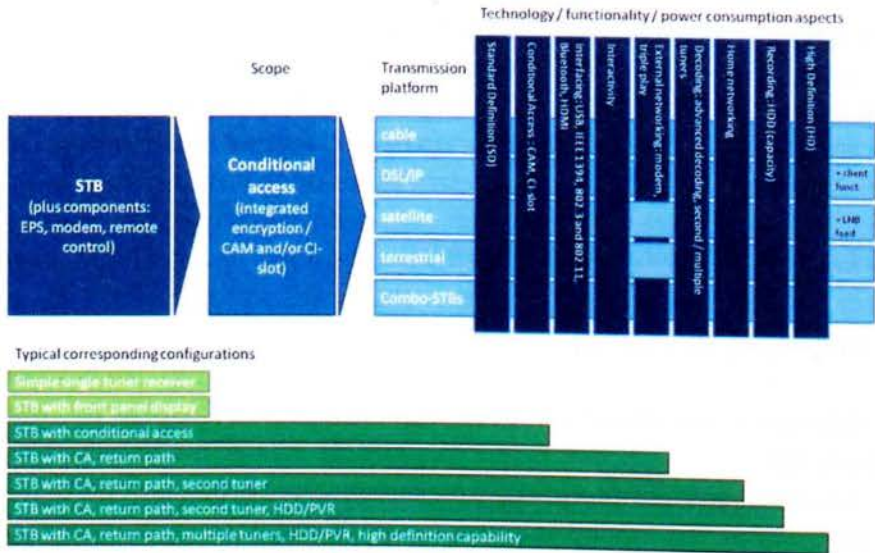 Technology / functionality / power consumption aspects
Scope
Transmission
platform
STB
(plus components:
EPS, modem, remote
control)
Conditional
access
(integrated
encryption /
CAM and/or CI-
slot)
cable
DSL/IP
satellite
terrestrial
Combo-STBs
Standard Definition (SD)
Conditional Access : CAM, CI-slot
Interfacing : USB, IEEE 1394, 802.3 and 802.11,
Bluetooth, HDMI
Interactivity
External networking : modem,
triple play
Decoding : advanced decoding, second / multiple
tuners
Home networking
Recording : HDD (capacity)
High Definition (HD)
+ client
funct.
+ LNB
feed
Typical corresponding configurations
Simple single tuner receiver
STB with front panel display
STB with conditional access
STB with CA, return path
STB with CA, return path, second tuner
STB with CA, return path, second tuner, HDD/PVR
STB with CA, return path, multiple tuners, HDD/PVR, high definition capability